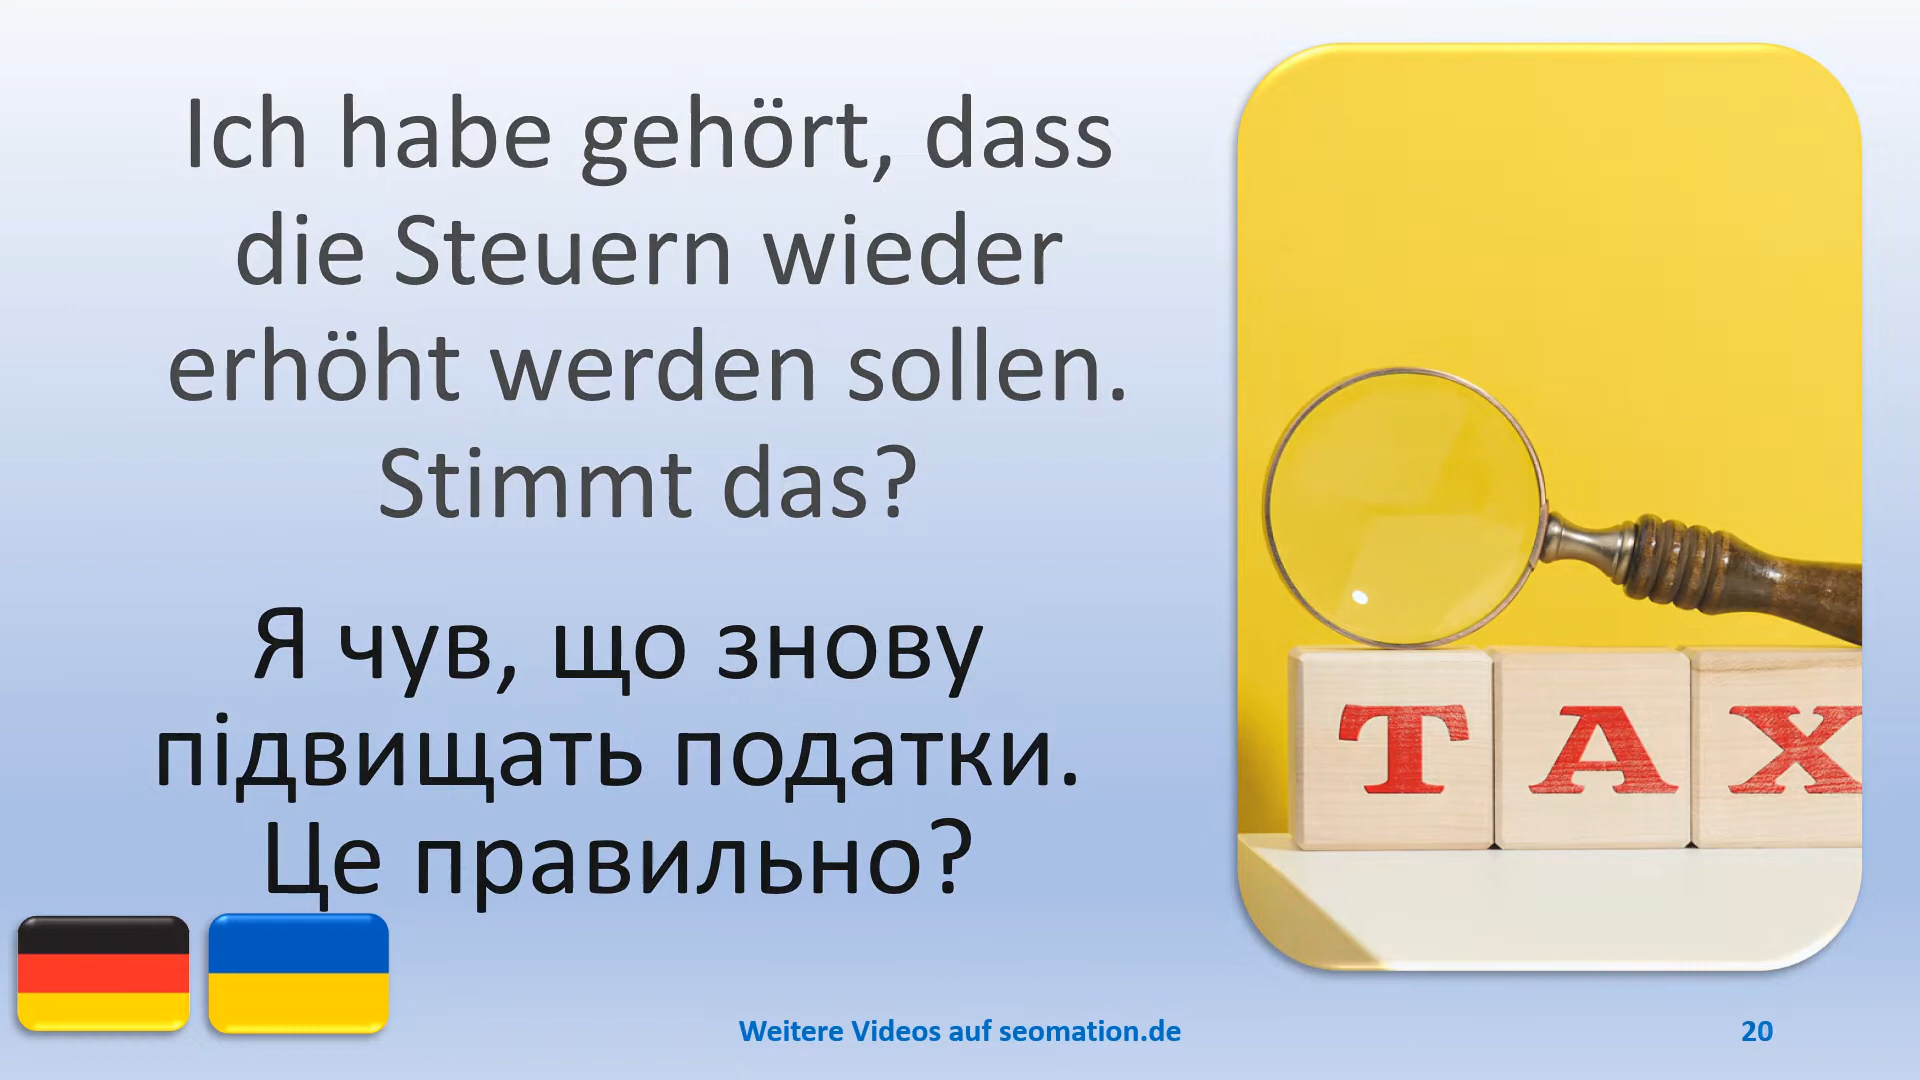 Ich habe gehört, dass
die Steuern wieder
erhöht werden sollen.
Stimmt das?
Я чув, що знову
підвищать податки.
Це правильно?
TAX
Weitere Videos auf seomation.de
20